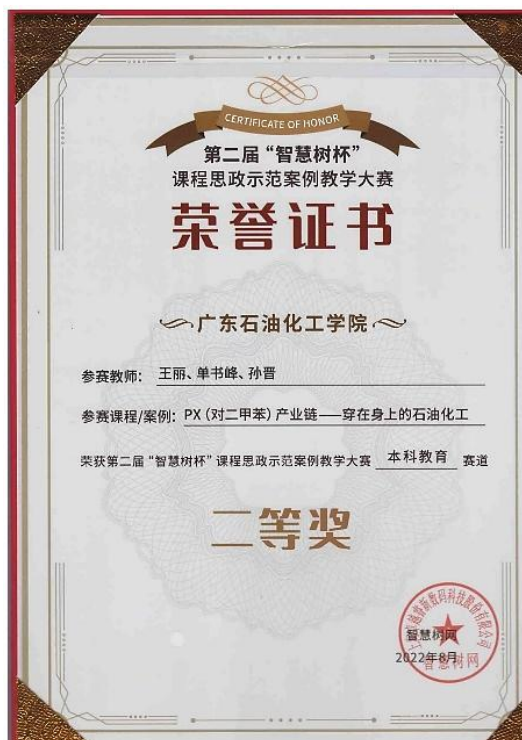 CERTIFICATE OF HONOR
第二届“智慧树杯”
课程思政示范案例教学大赛
荣誉证书
广东石油化工学院
参赛教师： 王丽、单书峰、孙晋
参赛课程/案例：PX（对二甲苯）产业链——穿在身上的石油化工
荣获第二届“智慧树杯”课程思政示范案例教学大赛 本科教育 赛道
二等奖
智慧树网
2022年8月
智慧树网